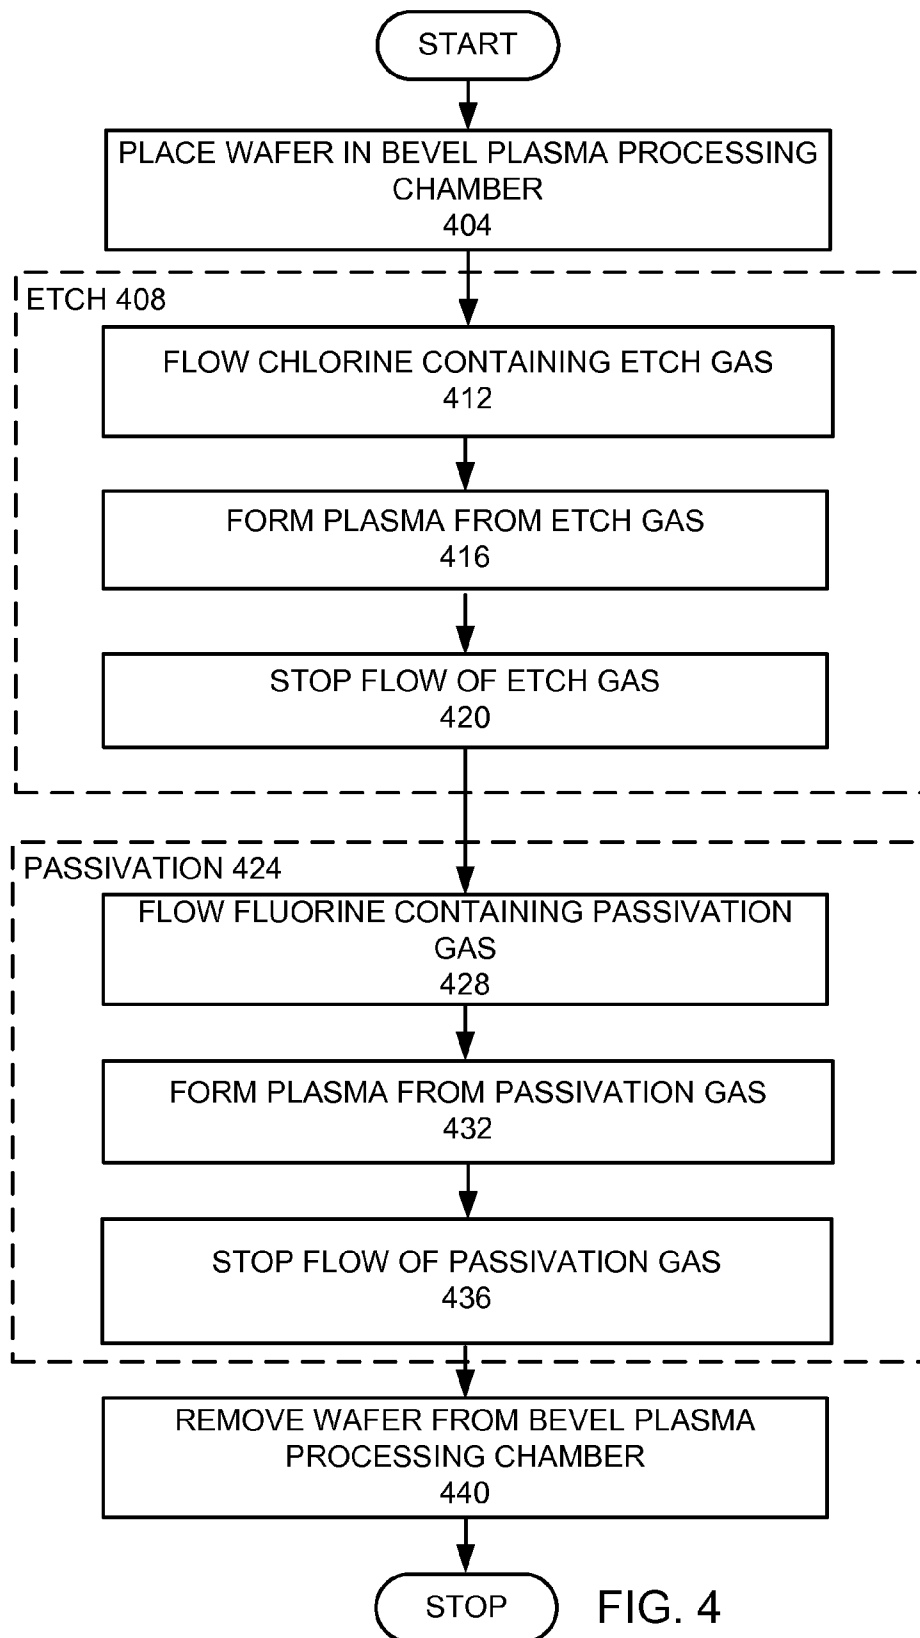 START
PLACE WAFER IN BEVEL PLASMA PROCESSING
CHAMBER
404
ETCH 408
FLOW CHLORINE CONTAINING ETCH GAS
412
FORM PLASMA FROM ETCH GAS
416
STOP FLOW OF ETCH GAS
420
PASSIVATION 424
FLOW FLUORINE CONTAINING PASSIVATION
GAS
428
FORM PLASMA FROM PASSIVATION GAS
432
STOP FLOW OF PASSIVATION GAS
436
REMOVE WAFER FROM BEVEL PLASMA
PROCESSING CHAMBER
440
STOP
FIG. 4